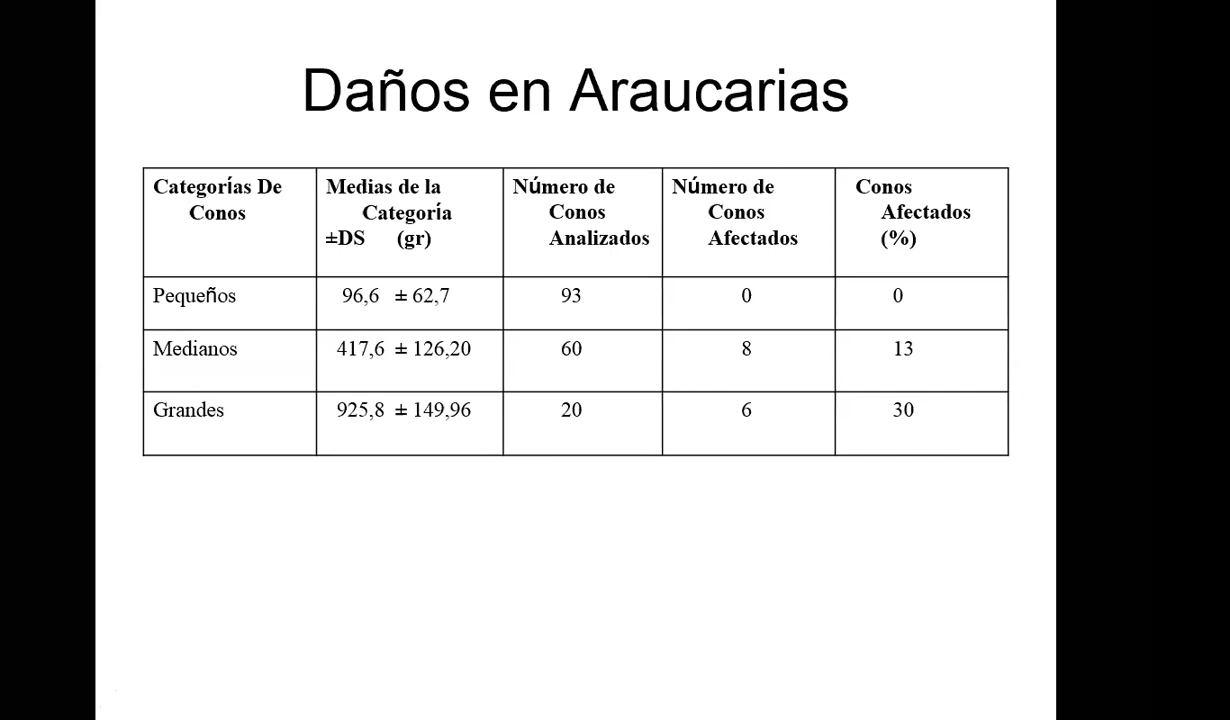 Daños en Araucarias
Categorías De
Conos
Medias de la
Categoría
±DS (gr)
Número de
Conos
Analizados
Número de
Conos
Afectados
Conos
Afectados
(%)
Pequeños 96,6 ± 62,7 93 0 0
Medianos 417,6 ± 126,20 60 8 13
Grandes 925,8 ± 149,96 20 6 30